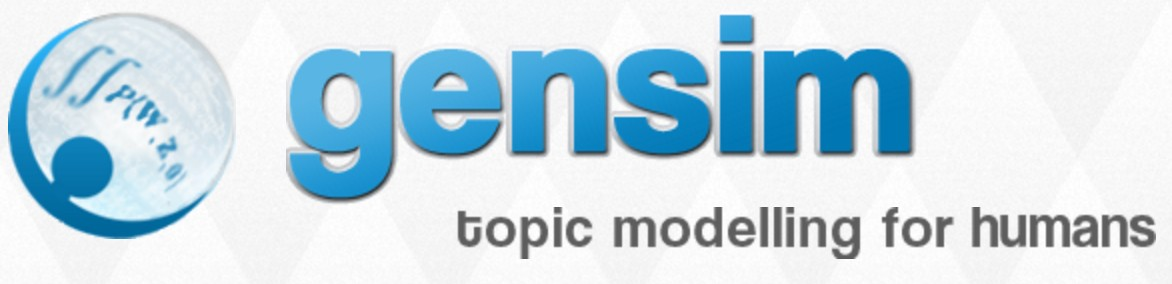 ∫∫ P(W,z,θ)
gensim
topic modelling for humans